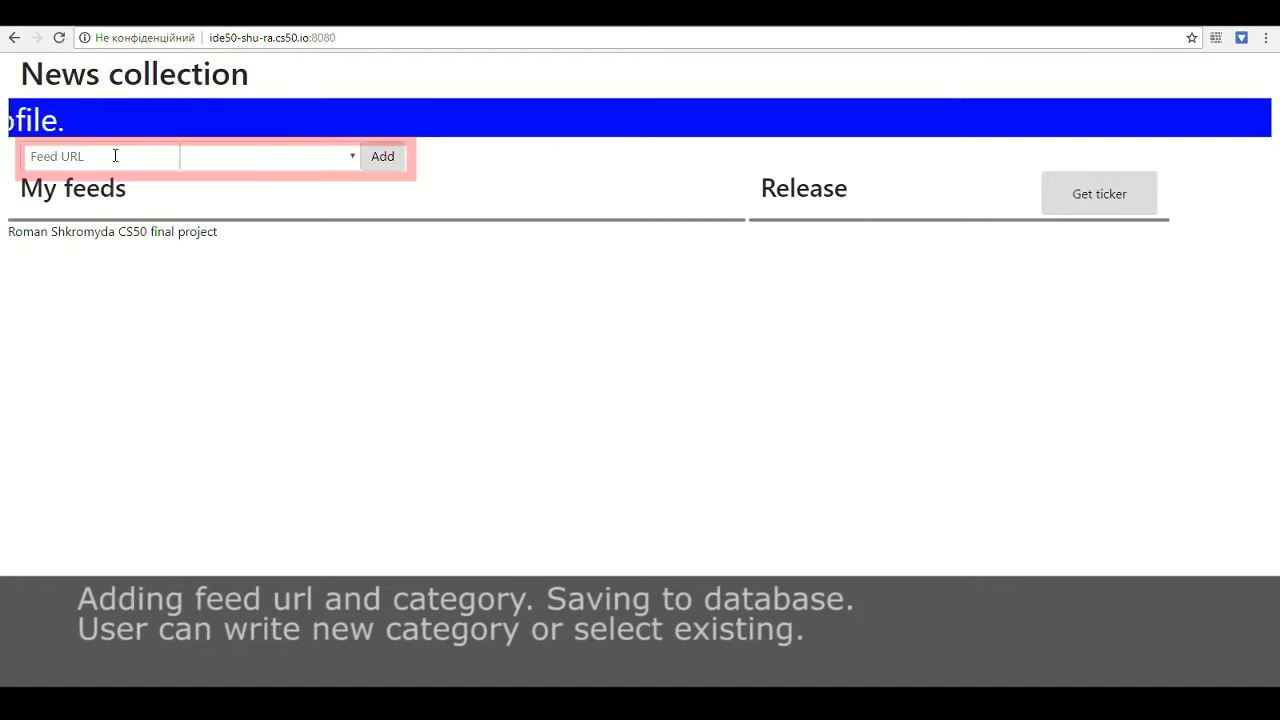 Не конфіденційний
ide50-shu-ra.cs50.io:8080
News collection
ofile.
Feed URL
Add
My feeds
Release
Get ticker
Roman Shkromyda CS50 final project
Adding feed url and category. Saving to database.
User can write new category or select existing.